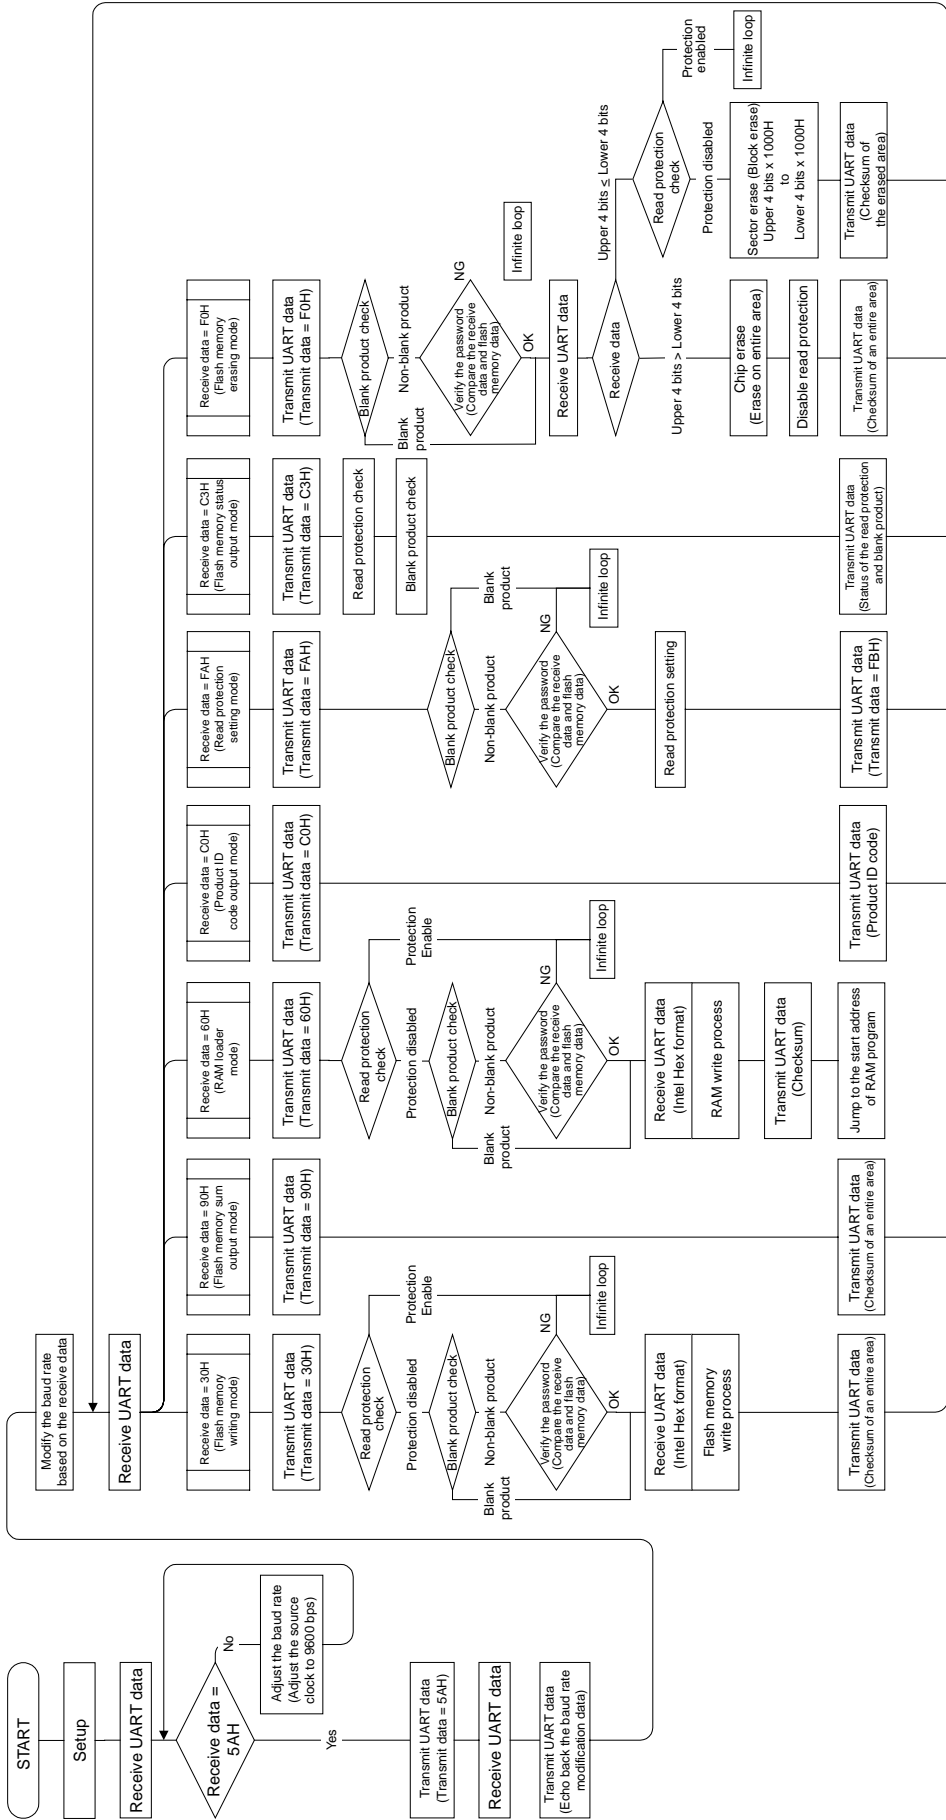 START
Setup
Receive UART data
Receive data =
5AH
No
Adjust the baud rate
(Adjust the source
clock to 9600 bps)
Yes
Transmit UART data
(Transmit data = 5AH)
Receive UART data
Transmit UART data
(Echo back the baud rate
modification data)
Modify the baud rate
based on the receive data
Receive UART data
Receive data = 30H
(Flash memory
writing mode)
Transmit UART data
(Transmit data = 30H)
Read protection
check
Protection
Enable
Protection disabled
Blank product check
Blank
product
Non-blank product
Verify the password
(Compare the receive
data and flash
memory data)
NG
Infinite loop
OK
Receive UART data
(Intel Hex format)
Flash memory
write process
Transmit UART data
(Checksum of an entire area)
Receive data = 90H
(Flash memory sum
output mode)
Transmit UART data
(Transmit data = 90H)
Transmit UART data
(Checksum of an entire area)
Receive data = 60H
(RAM loader
mode)
Transmit UART data
(Transmit data = 60H)
Read protection
check
Protection
Enable
Protection disabled
Blank product check
Blank
product
Non-blank product
Verify the password
(Compare the receive
data and flash
memory data)
NG
Infinite loop
OK
Receive UART data
(Intel Hex format)
RAM write process
Transmit UART data
(Checksum)
Jump to the start address
of RAM program
Receive data = C0H
(Product ID
code output mode)
Transmit UART data
(Transmit data = C0H)
Transmit UART data
(Product ID code)
Receive data = FAH
(Read protection
setting mode)
Transmit UART data
(Transmit data = FAH)
Blank product check
Blank
product
Non-blank product
Verify the password
(Compare the receive
data and flash
memory data)
NG
Infinite loop
OK
Read protection setting
Transmit UART data
(Transmit data = FBH)
Receive data = C3H
(Flash memory status
output mode)
Transmit UART data
(Transmit data = C3H)
Read protection check
Blank product check
Transmit UART data
(Status of the read protection
and blank product)
Receive data = F0H
(Flash memory
erasing mode)
Transmit UART data
(Transmit data = F0H)
Blank product check
Blank
product
Non-blank product
Verify the password
(Compare the receive
data and flash
memory data)
NG
Infinite loop
OK
Receive UART data
Receive data
Upper 4 bits > Lower 4 bits
Chip erase
(Erase on entire area)
Disable read protection
Transmit UART data
(Checksum of an entire area)
Upper 4 bits ≤ Lower 4 bits
Read protection
check
Protection
enabled
Infinite loop
Protection disabled
Sector erase (Block erase)
Upper 4 bits x 1000H
to
Lower 4 bits x 1000H
Transmit UART data
(Checksum of
the erased area)